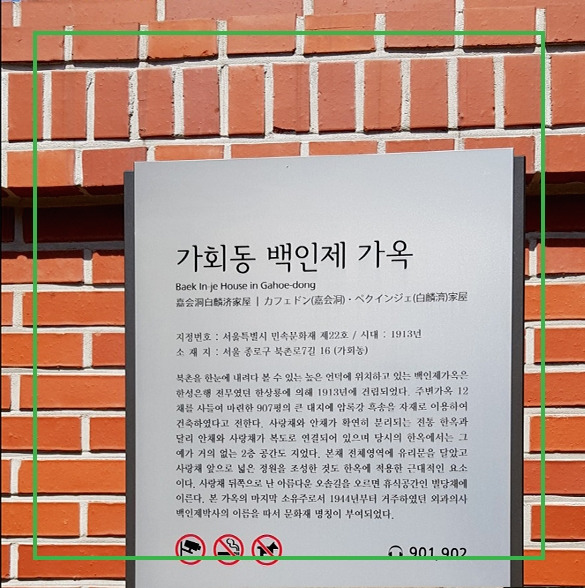 가회동 백인제 가옥
Baek In-je House in Gahoe-dong
嘉会洞白麟济家屋 | カフェドン(嘉会洞)・ペクインジェ(白麟濟)家屋
지정번호 : 서울특별시 민속문화재 제22호 / 시대 : 1913년
소 재 지 : 서울 종로구 북촌로7길 16 (가회동)
북촌을 한눈에 내려다 볼 수 있는 높은 언덕에 위치하고 있는 백인제가옥은
한성은행 전무였던 한상룡에 의해 1913년에 건립되었다. 주변가옥 12
채를 사들여 마련한 907평의 큰 대지에 압록강 흑송을 자재로 이용하여
건축하였다고 전한다. 사랑채와 안채가 확연히 분리되는 전통 한옥과
달리 안채와 사랑채가 복도로 연결되어 있으며 당시의 한옥에서는 그
예가 거의 없는 2층 공간도 지었다. 본채 전체영역에 유리문을 달았고
사랑채 앞으로 넓은 정원을 조성한 것도 한옥에 적용한 근대적인 요소
이다. 사랑채 뒤쪽으로 난 아름다운 오솔길을 오르면 휴식공간인 별당채에
이른다. 본 가옥의 마지막 소유주로서 1944년부터 거주하였던 외과의사
백인제박사의 이름을 따서 문화재 명칭이 부여되었다.
901,902